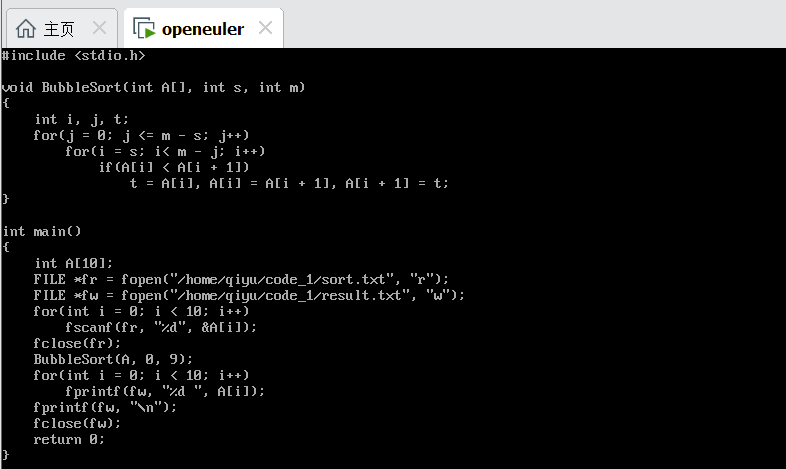 主页
openeuler
#include <stdio.h>
void BubbleSort(int A[], int s, int m)
{
    int i, j, t;
    for(j = 0; j <= m - s; j++)
        for(i = s; i< m - j; i++)
            if(A[i] < A[i + 1])
                t = A[i], A[i] = A[i + 1], A[i + 1] = t;
}
int main()
{
    int A[10];
    FILE *fr = fopen("/home/qiyu/code_1/sort.txt", "r");
    FILE *fw = fopen("/home/qiyu/code_1/result.txt", "w");
    for(int i = 0; i < 10; i++)
        fscanf(fr, "%d", &A[i]);
    fclose(fr);
    BubbleSort(A, 0, 9);
    for(int i = 0; i < 10; i++)
        fprintf(fw, "%d ", A[i]);
    fprintf(fw, "\n");
    fclose(fw);
    return 0;
}